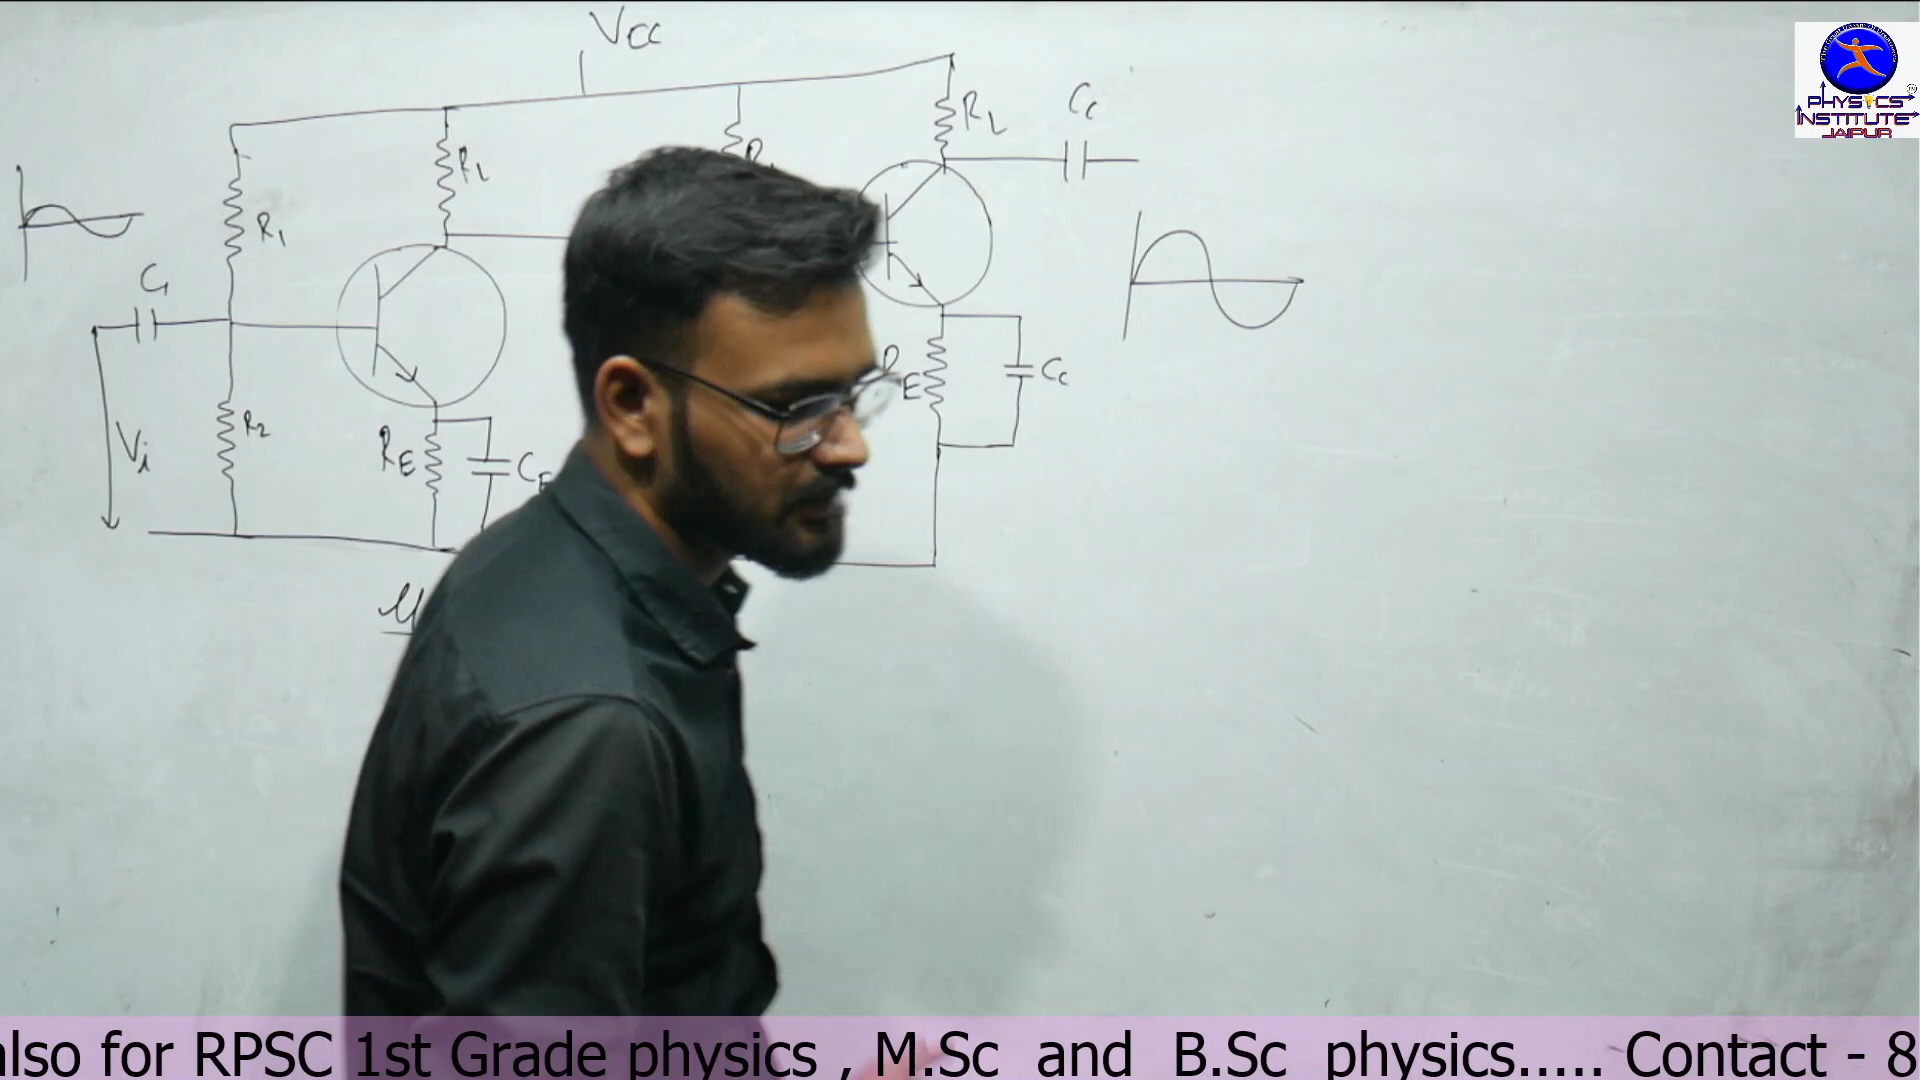 Vcc
RL
Cc
RL
R1
C1
R2
Vi
RE
CE
E
Cc
PHYSICS
INSTITUTE
JAIPUR
also for RPSC 1st Grade physics , M.Sc and B.Sc physics..... Contact - 8